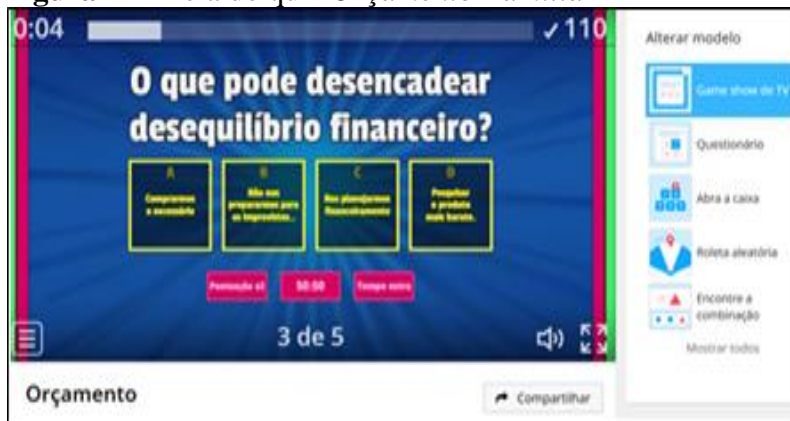 0:04
✓ 110
O que pode desencadear
desequilíbrio financeiro?
A
Comprarmos
o necessário
B
Não nos
prepararmos para
os imprevistos...
C
Nos planejarmos
financeiramente
D
Pesquisar
o produto
mais barato.
Pontuação x2
50:50
Tempo extra
3 de 5
Orçamento
Compartilhar
Alterar modelo
Game show de TV
Questionário
Abra a caixa
Roleta aleatória
Encontre a
combinação
Mostrar todos